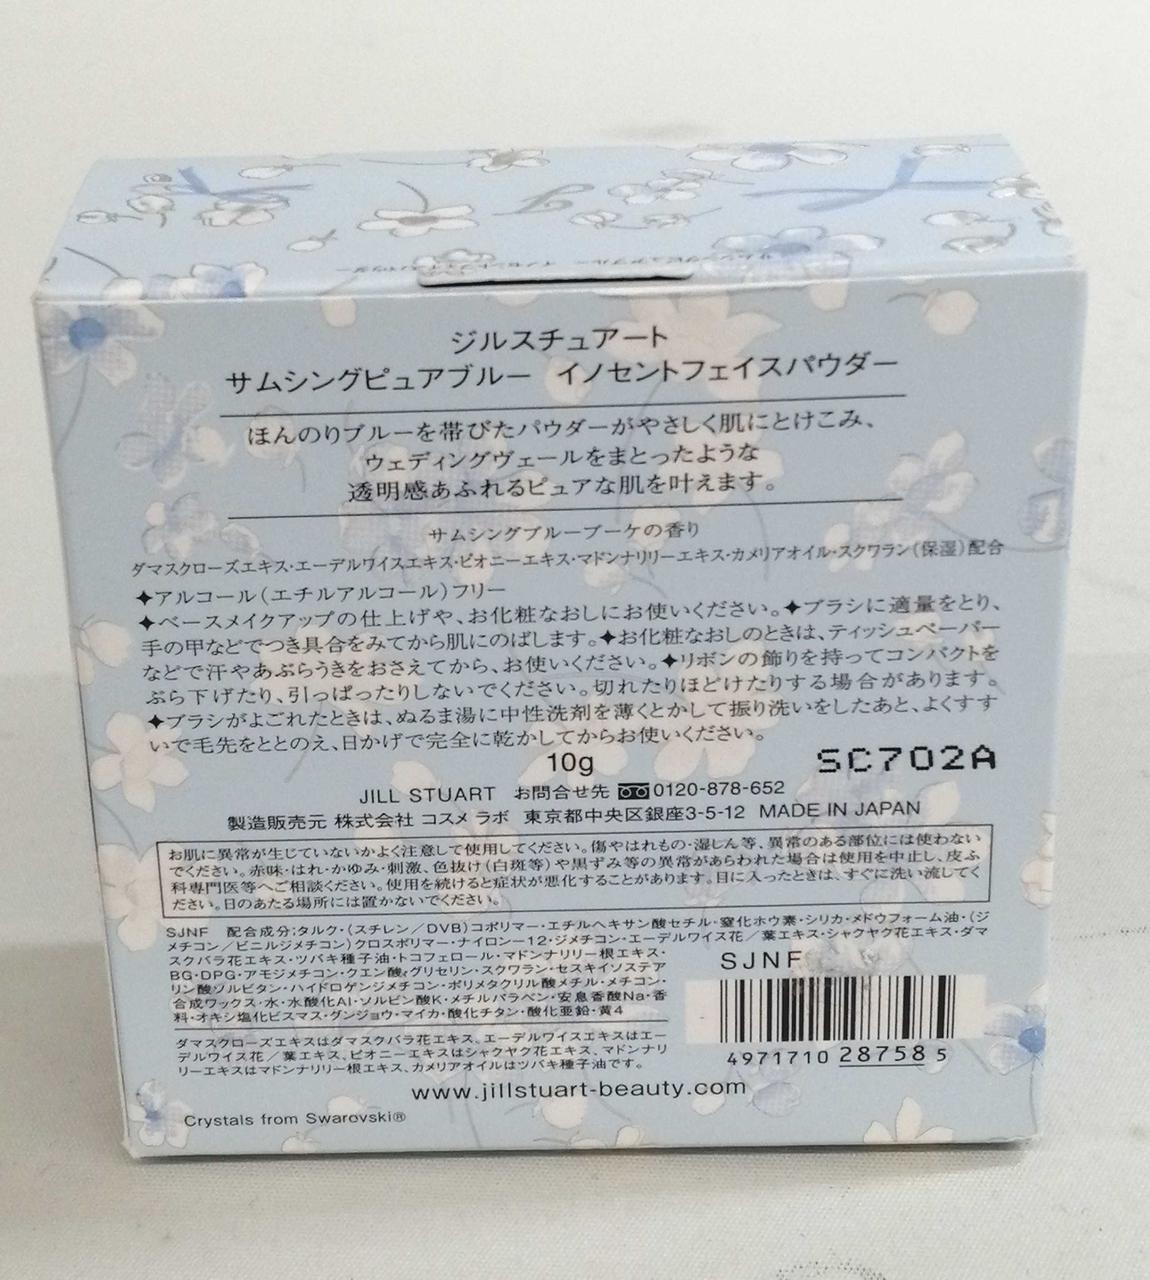 サムシングピュアブルー イノセントフェイスパウダー
ジルスチュアート
サムシングピュアブルー イノセントフェイスパウダー
ほんのりブルーを帯びたパウダーがやさしく肌にとけこみ、
ウェディングヴェールをまとったような
透明感あふれるピュアな肌を叶えます。
サムシングブルーブーケの香り
ダマスクローズエキス・エーデルワイスエキス・ピオニーエキス・マドンナリリーエキス・カメリアオイル・スクワラン(保湿)配合
✦アルコール(エチルアルコール)フリー
✦ベースメイクアップの仕上げや、お化粧なおしにお使いください。✦ブラシに適量をとり、
手の甲などでつき具合をみてから肌にのばします。✦お化粧なおしのときは、ティッシュペーパー
などで汗やあぶらうきをおさえてから、お使いください。✦リボンの飾りを持ってコンパクトを
ぶら下げたり、引っぱったりしないでください。切れたりほどけたりする場合があります。
✦ブラシがよごれたときは、ぬるま湯に中性洗剤を薄くとかして振り洗いをしたあと、よくすす
いで毛先をととのえ、日かげで完全に乾かしてからお使いください。
10g
SC702A
JILL STUART お問合せ先 0120-878-652
製造販売元 株式会社 コスメ ラボ 東京都中央区銀座3-5-12 MADE IN JAPAN
お肌に異常が生じていないかよく注意して使用してください。傷やはれもの・湿しん等、異常のある部位には使わない
でください。赤味・はれ・かゆみ・刺激、色抜け(白斑等)や黒ずみ等の異常があらわれた場合は使用を中止し、皮ふ
科専門医等へご相談ください。使用を続けると症状が悪化することがあります。目に入ったときは、すぐに洗い流してく
ださい。日のあたる場所には置かないでください。
SJNF 配合成分:タルク・(スチレン/DVB)コポリマー・エチルヘキサン酸セチル・窒化ホウ素・シリカ・メドウフォーム油・(ジ
メチコン/ビニルジメチコン)クロスポリマー・ナイロン-12・ジメチコン・エーデルワイス花/葉エキス・シャクヤク花エキス・ダマ
スクバラ花エキス・ツバキ種子油・トコフェロール・マドンナリリー根エキス・
BG・DPG・アモジメチコン・クエン酸・グリセリン・スクワラン・セスキイソステア
リン酸ソルビタン・ハイドロゲンジメチコン・ポリメタクリル酸メチル・メチコン・
合成ワックス・水・水酸化Al・ソルビン酸K・メチルパラベン・安息香酸Na・香
料・オキシ塩化ビスマス・グンジョウ・マイカ・酸化チタン・酸化亜鉛・黄4
ダマスクローズエキスはダマスクバラ花エキス、エーデルワイスエキスはエー
デルワイス花/葉エキス、ピオニーエキスはシャクヤク花エキス、マドンナリ
リーエキスはマドンナリリー根エキス、カメリアオイルはツバキ種子油です。
SJNF
4971710 28758 5
www.jillstuart-beauty.com
Crystals from Swarovski®